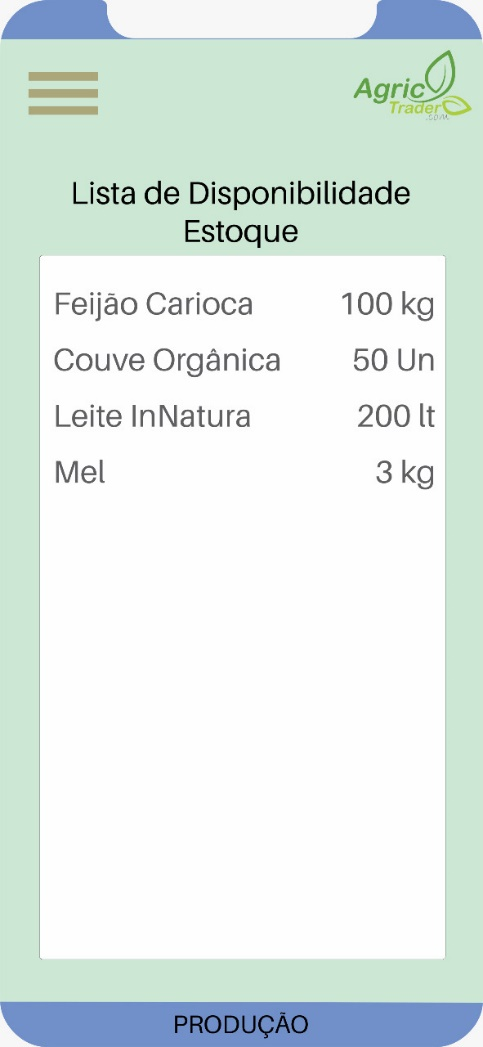 Agric
Trader
.com
Lista de Disponibilidade
Estoque
Feijão Carioca 100 kg
Couve Orgânica 50 Un
Leite InNatura 200 lt
Mel 3 kg
PRODUÇÃO